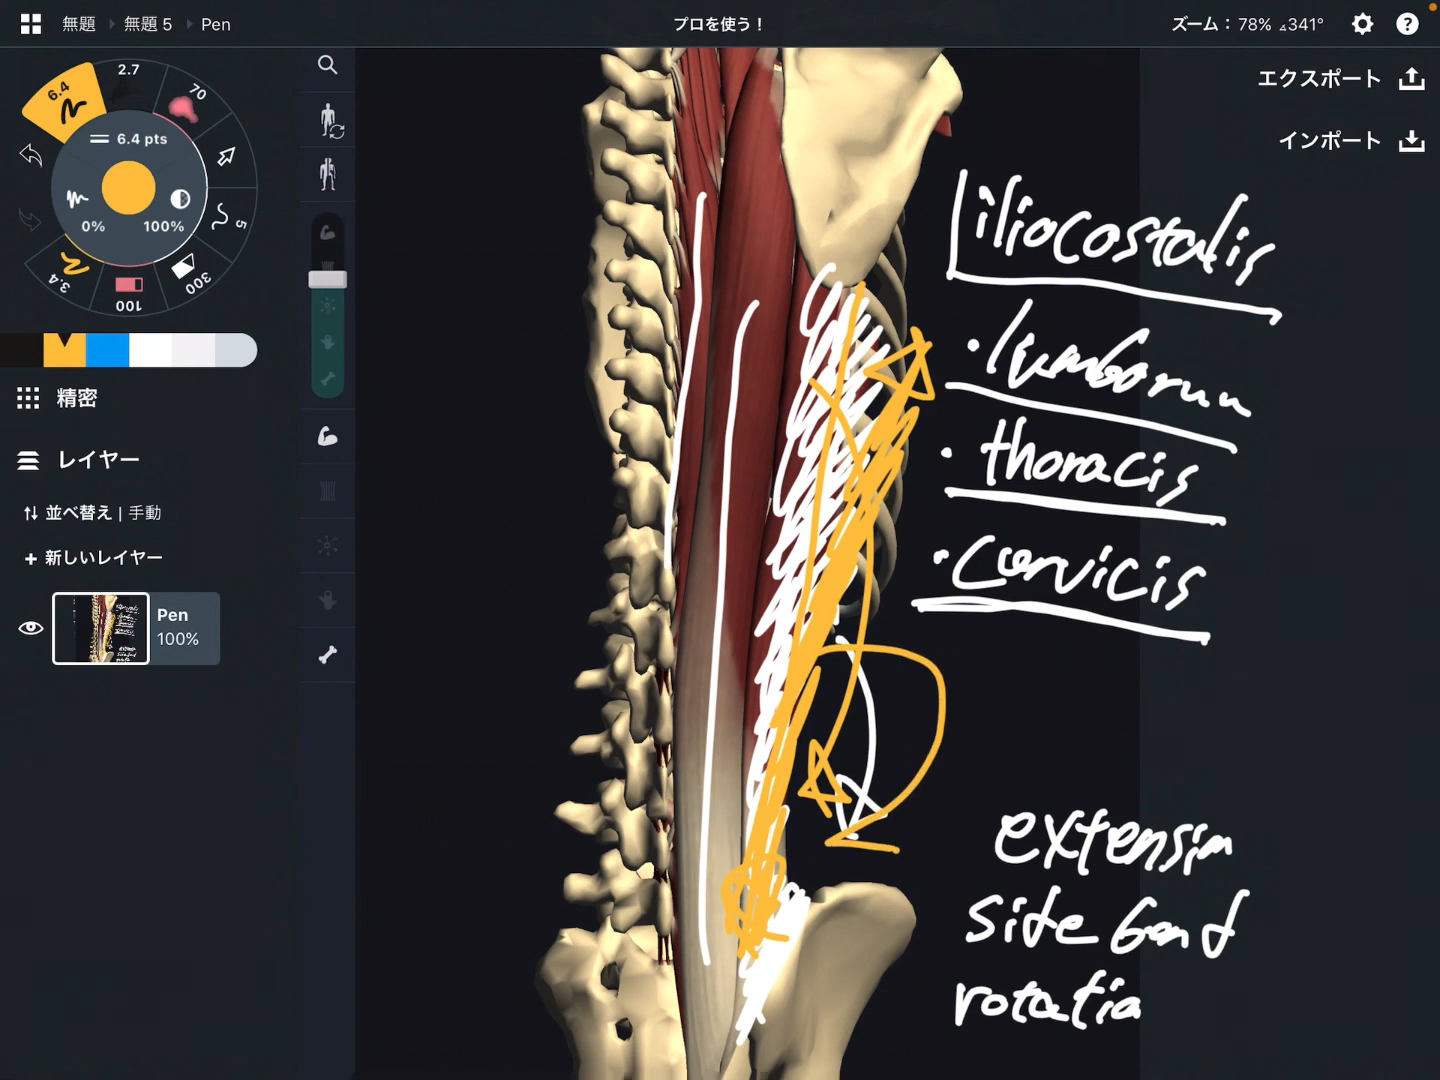 無題 無題 5 Pen
プロを使う！
ズーム：78% ⊿341°
エクスポート
インポート
2.7
6.4
70
6.4 pts
0% 100%
5
3.4
100
300
精密
レイヤー
並べ替え | 手動
+ 新しいレイヤー
Pen
100%
iliocostalis
・lumborum
・thoracis
・cervicis
extension
side bend
rotation